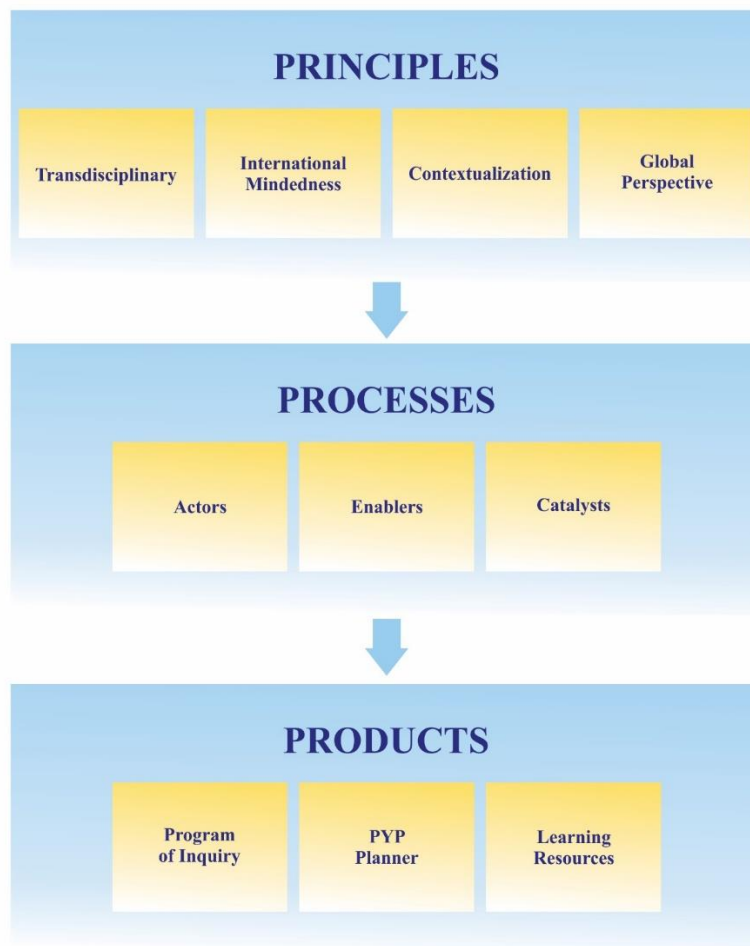 PRINCIPLES
Transdisciplinary
International
Mindedness
Contextualization
Global
Perspective
PROCESSES
Actors
Enablers
Catalysts
PRODUCTS
Program
of Inquiry
PYP
Planner
Learning
Resources